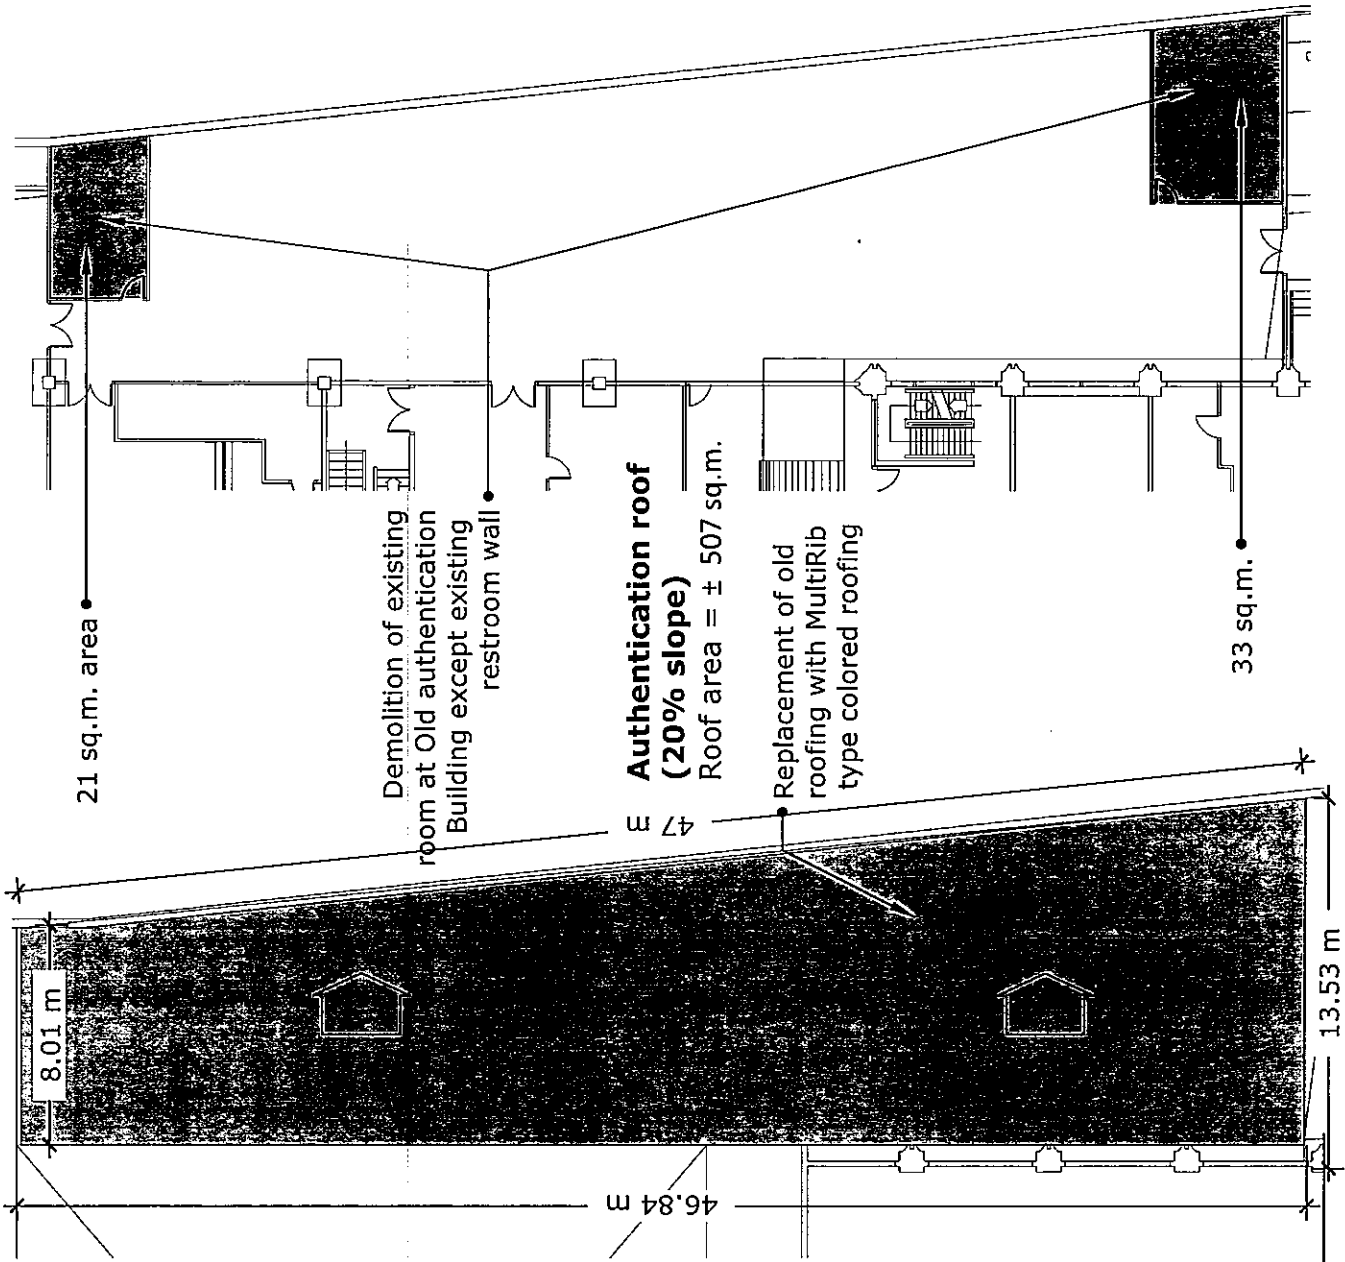 21 sq.m. area
Demolition of existing
room at Old authentication
Building except existing
restroom wall
Authentication roof
(20% slope)
Roof area = ± 507 sq.m.
Replacement of old
roofing with MultiRib
type colored roofing
33 sq.m.
47 m
8.01 m
13.53 m
46.84 m